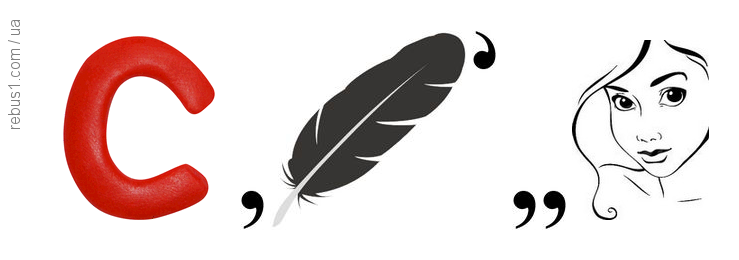 rebus1.com / ua
С , ’ ,,